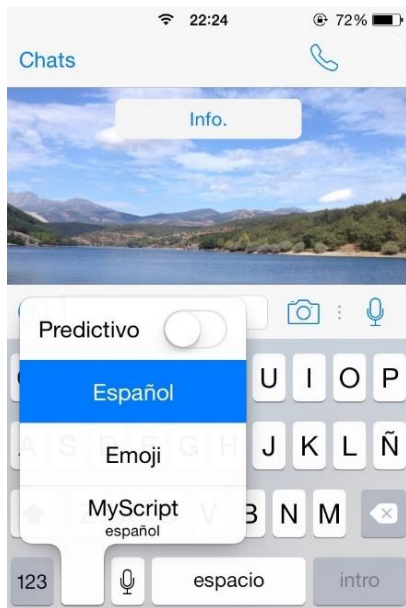 22:24 72%
Chats
Info.
Predictivo
Español
Emoji
MyScript
español
U I O P
A S D F G H J K L Ñ
V B N M
123 espacio intro